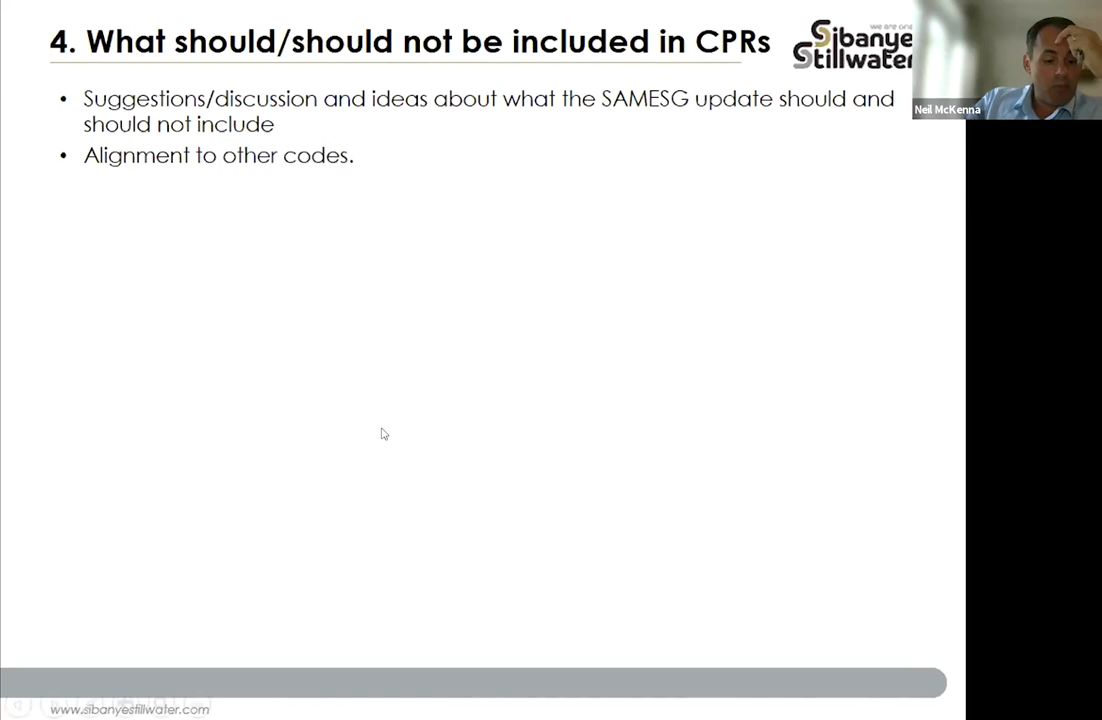 4. What should/should not be included in CPRs
we are one
Sibanye
Stillwater
Neil McKenna
• Suggestions/discussion and ideas about what the SAMESG update should and
should not include
• Alignment to other codes.
www.sibanyestillwater.com